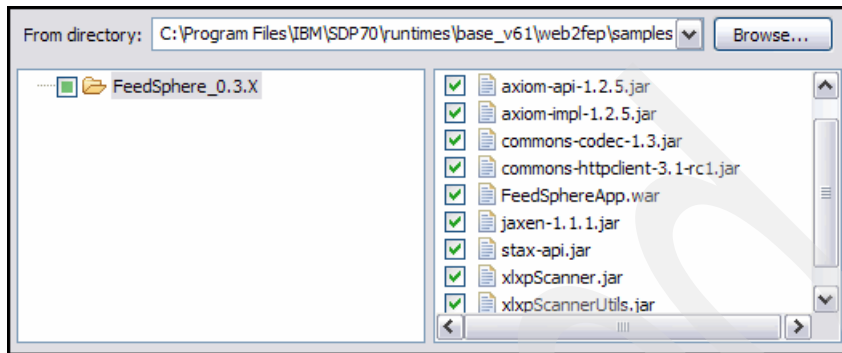 From directory: C:\Program Files\IBM\SDP70\runtimes\base_v61\web2fep\samples Browse...
FeedSphere_0.3.X
axiom-api-1.2.5.jar
axiom-impl-1.2.5.jar
commons-codec-1.3.jar
commons-httpclient-3.1-rc1.jar
FeedSphereApp.war
jaxen-1.1.1.jar
stax-api.jar
xlxpScanner.jar
xlxpScannerUtils.jar